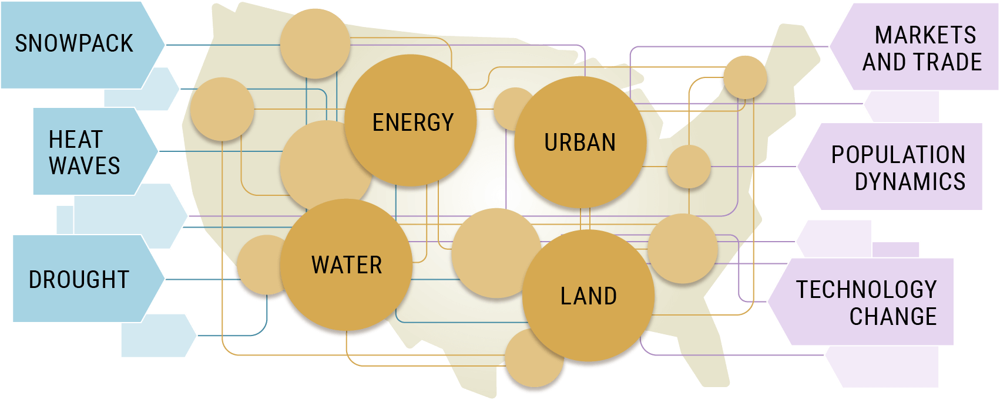 SNOWPACK
HEAT
WAVES
DROUGHT
ENERGY
WATER
URBAN
LAND
MARKETS
AND TRADE
POPULATION
DYNAMICS
TECHNOLOGY
CHANGE